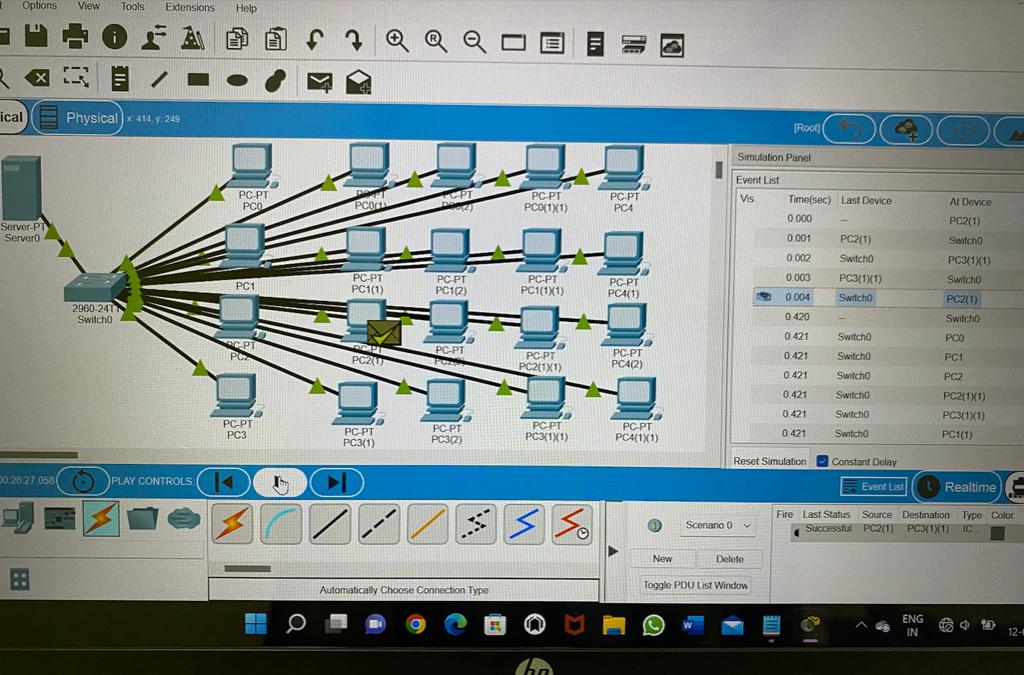 Options View Tools Extensions Help
ical Physical x: 414, y: 249 [Root]
Simulation Panel
Event List
Vis. Time(sec) Last Device At Device
0.000 -- PC2(1)
0.001 PC2(1) Switch0
0.002 Switch0 PC3(1)(1)
0.003 PC3(1)(1) Switch0
0.004 Switch0 PC2(1)
0.420 -- Switch0
0.421 Switch0 PC0
0.421 Switch0 PC1
0.421 Switch0 PC2
0.421 Switch0 PC2(1)(1)
0.421 Switch0 PC3(1)(1)
0.421 Switch0 PC1(1)
Reset Simulation Constant Delay
Server-PT
Server0
2960-24T
Switch0
PC-PT
PC0
PC-PT
PC0(1)
PC-PT
PC0(2)
PC-PT
PC0(1)(1)
PC-PT
PC4
PC1
PC-PT
PC1(1)
PC-PT
PC1(2)
PC-PT
PC1(1)(1)
PC-PT
PC4(1)
PC-PT
PC2
PC-PT
PC2(1)
PC-PT
PC-PT
PC2(1)(1)
PC-PT
PC4(2)
PC-PT
PC3
PC-PT
PC3(1)
PC-PT
PC3(2)
PC-PT
PC3(1)(1)
PC-PT
PC4(1)(1)
00:26:27.058 PLAY CONTROLS: Event List Realtime
Scenario 0
New Delete
Toggle PDU List Window
Fire Last Status Source Destination Type Color
Successful PC2(1) PC3(1)(1) IC
Automatically Choose Connection Type
ENG
IN
12-
hp